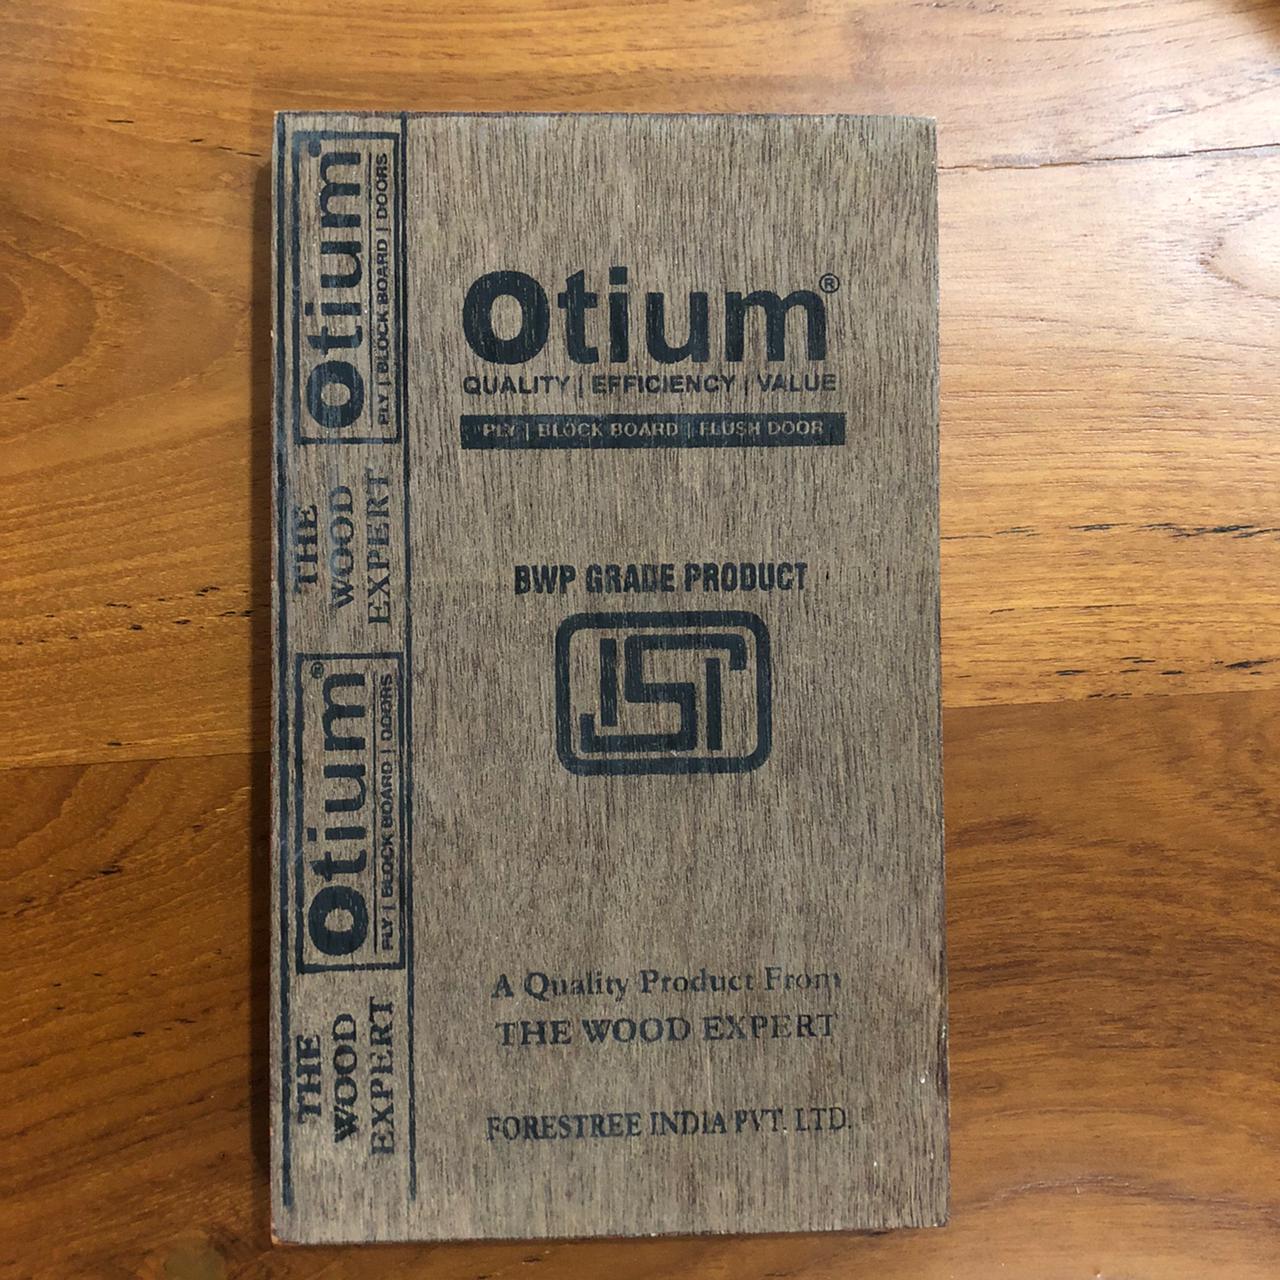 Otium®
QUALITY | EFFICIENCY | VALUE
PLY | BLOCK BOARD | FLUSH DOOR
BWP GRADE PRODUCT
ISI
A Quality Product From
THE WOOD EXPERT
FORESTREE INDIA PVT. LTD.
Otium
PLY | BLOCK BOARD | DOORS
THE
WOOD
EXPERT
Otium®
PLY | BLOCK BOARD | DOORS
THE
WOOD
EXPERT